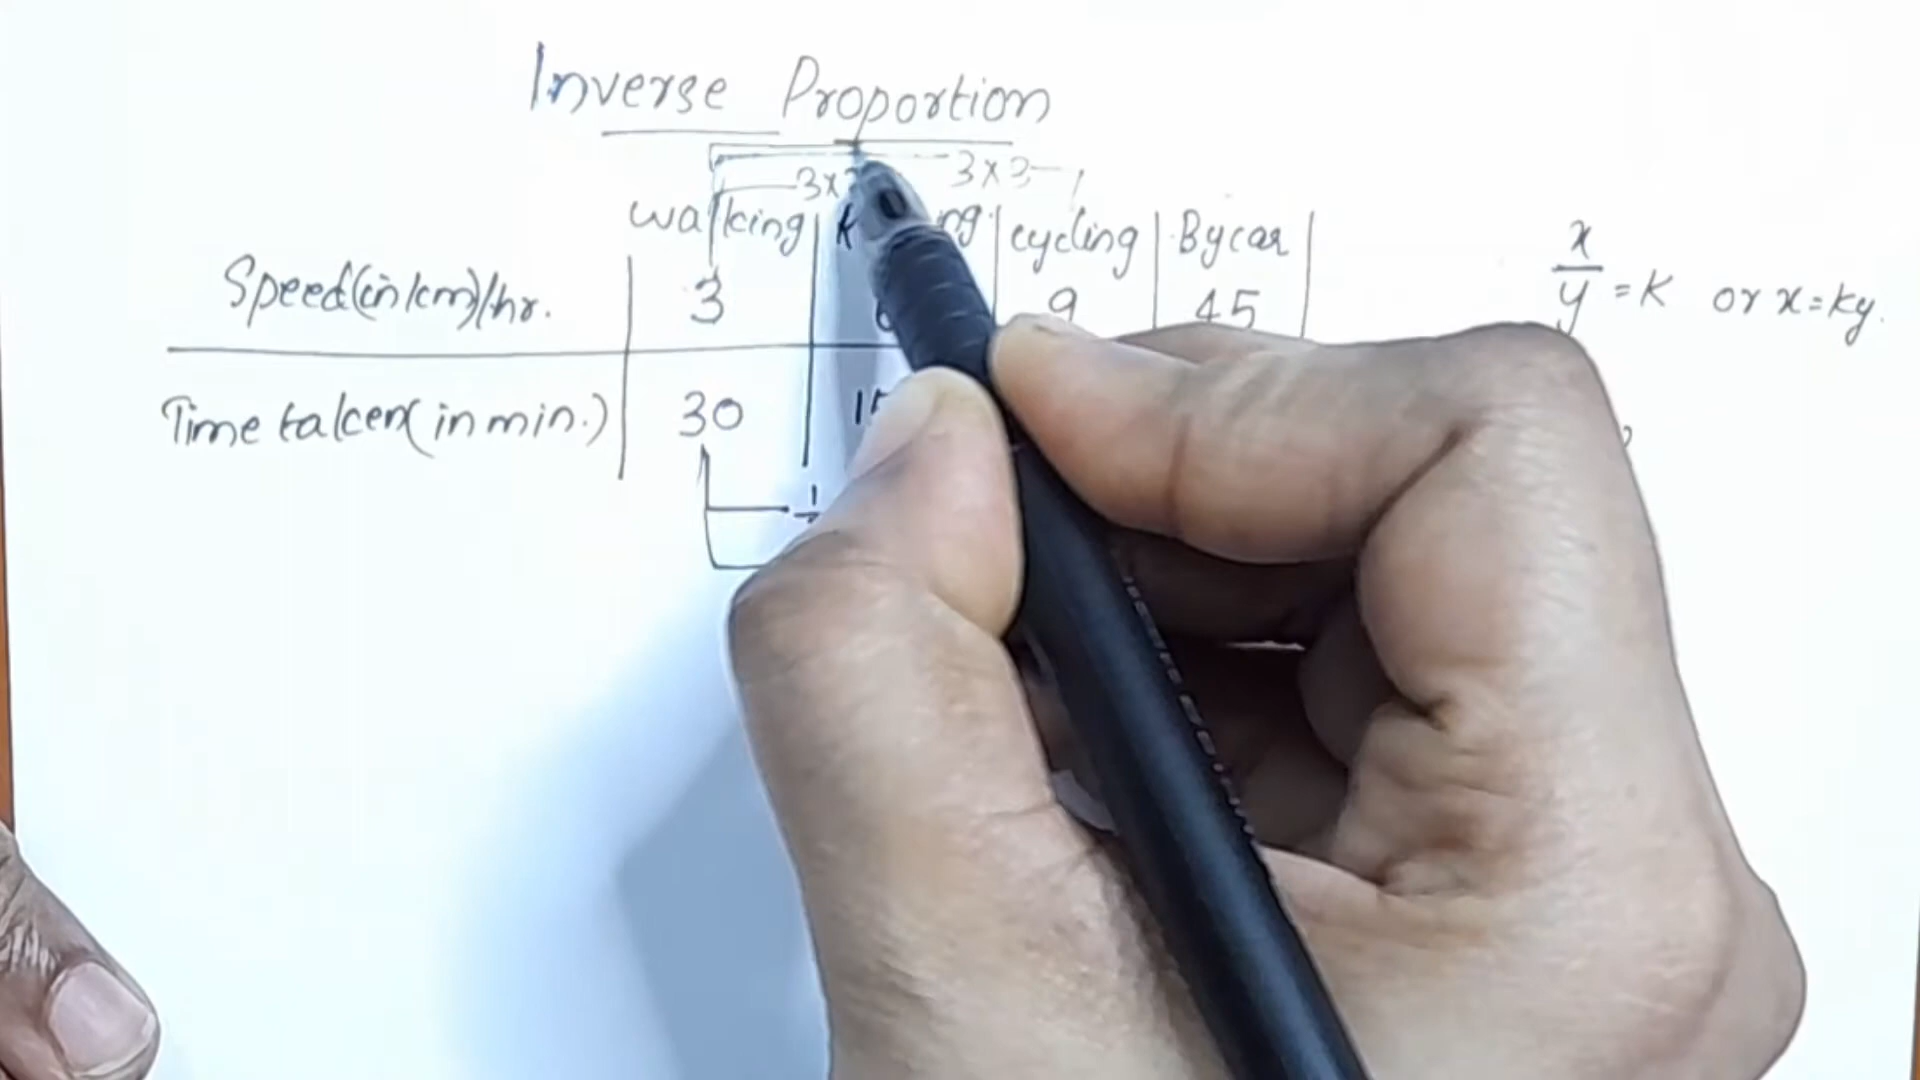 Inverse Proportion
3x 3x3
walking cycling By car
Speed(in km)/hr. 3 9 45
Time taken(in min.) 30 15
x/y = K or x = Ky.